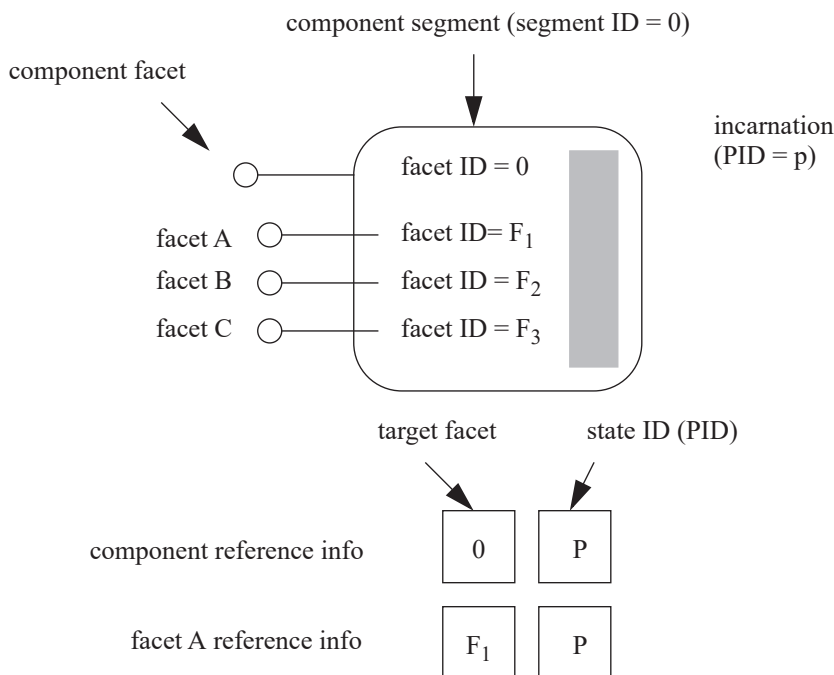 component segment (segment ID = 0)
component facet
incarnation
(PID = p)
facet ID = 0
facet A
facet ID= F1
facet B
facet ID = F2
facet C
facet ID = F3
target facet
state ID (PID)
component reference info
0
P
facet A reference info
F1
P